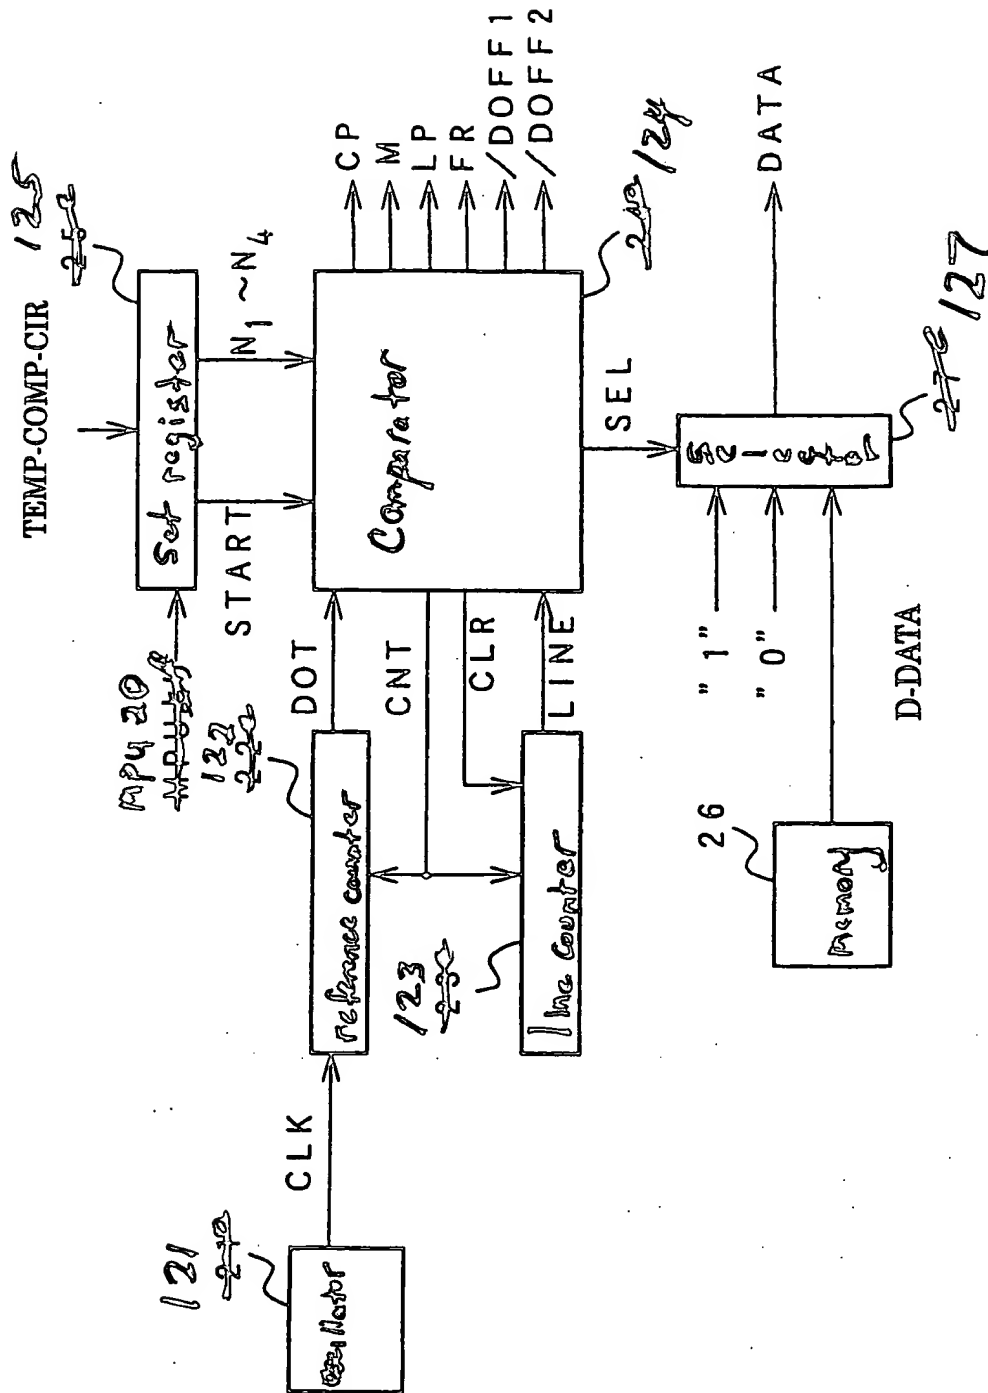 TEMP-COMP-CIR
125
Set register
MPU 20
START
N1 ~ N4
CP
M
LP
FR
/DOFF1
/DOFF2
124
Comparator
DOT
CNT
CLR
LINE
SEL
121
oscillator
CLK
122
reference counter
123
line counter
26
memory
"1"
"0"
D-DATA
selector
127
DATA